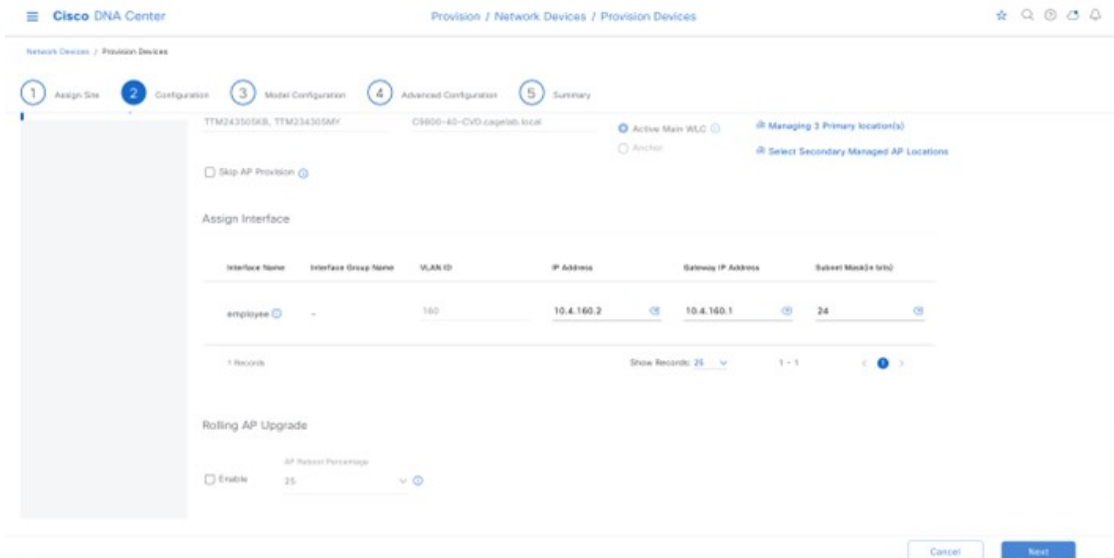 Cisco DNA Center
Provision / Network Devices / Provision Devices
Network Devices / Provision Devices
1 Assign Site 2 Configuration 3 Model Configuration 4 Advanced Configuration 5 Summary
TTM243505KB, TTM234305MY C9800-40-CVD.cagelab.local Active Main WLC Managing 3 Primary location(s)
Anchor Select Secondary Managed AP Locations
Skip AP Provision
Assign Interface
Interface Name Interface Group Name VLAN ID IP Address Gateway IP Address Subnet Mask(in bits)
employee - 160 10.4.160.2 10.4.160.1 24
1 Records Show Records: 25 1 - 1 < 1 >
Rolling AP Upgrade
AP Reboot Percentage
Enable 25
Cancel Next